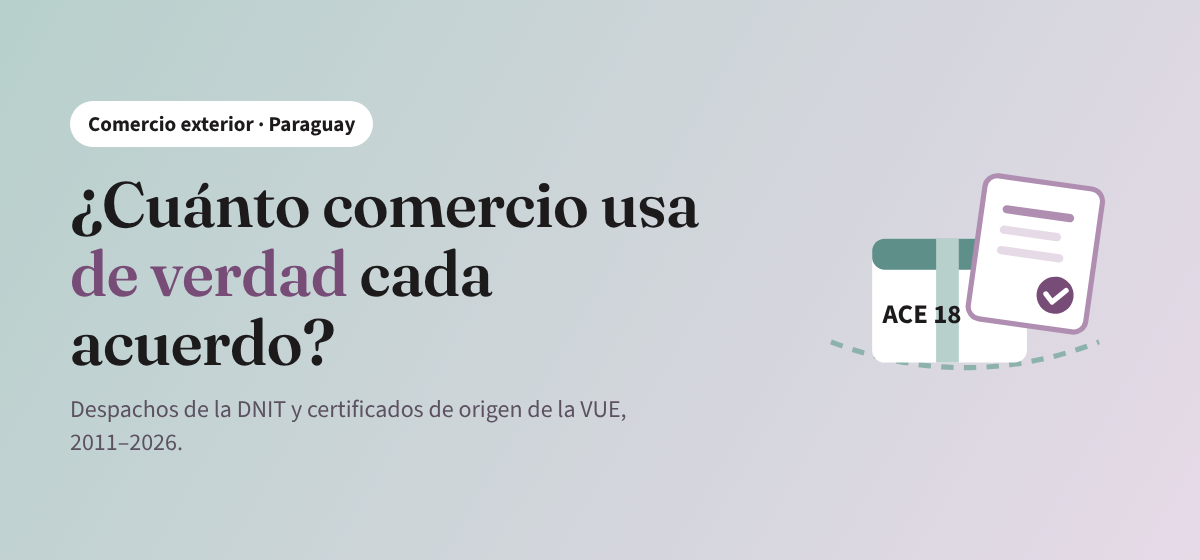 Comercio exterior · Paraguay
¿Cuánto comercio usa
de verdad cada
acuerdo?
Despachos de la DNIT y certificados de origen de la VUE,
2011–2026.
ACE 18